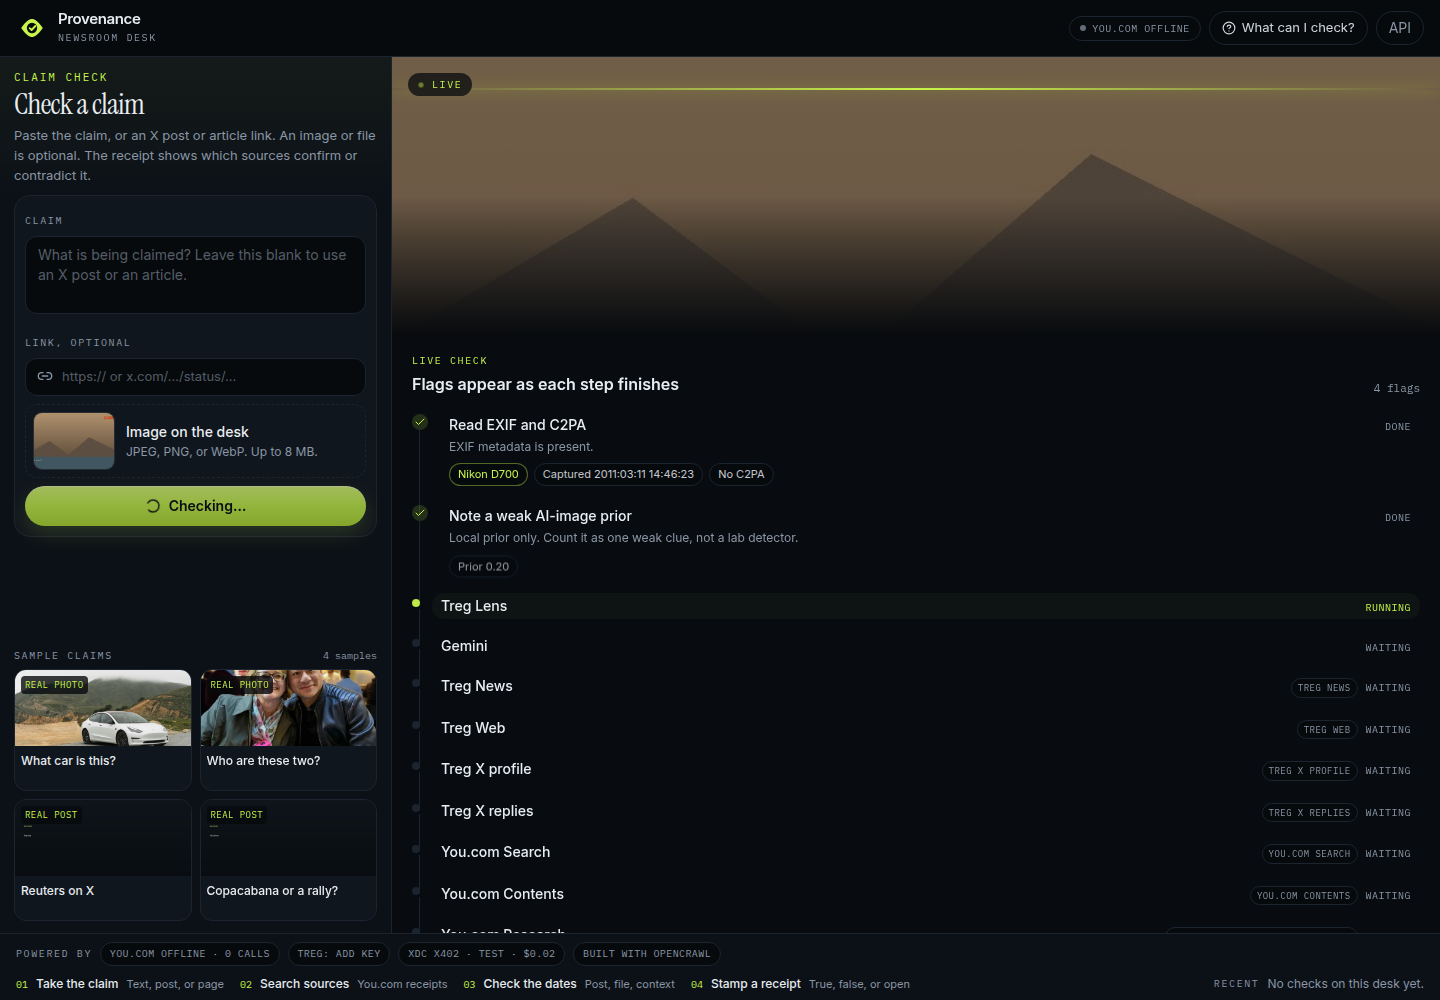 Provenance
NEWSROOM DESK
YOU.COM OFFLINE
What can I check?
API
CLAIM CHECK
Check a claim
Paste the claim, or an X post or article link. An image or file
is optional. The receipt shows which sources confirm or
contradict it.
CLAIM
What is being claimed? Leave this blank to use
an X post or an article.
LINK, OPTIONAL
https:// or x.com/.../status/...
Image on the desk
JPEG, PNG, or WebP. Up to 8 MB.
Checking...
SAMPLE CLAIMS
4 samples
REAL PHOTO
What car is this?
REAL PHOTO
Who are these two?
REAL POST
Reuters on X
REAL POST
Copacabana or a rally?
LIVE
LIVE CHECK
Flags appear as each step finishes
4 flags
Read EXIF and C2PA
DONE
EXIF metadata is present.
Nikon D700
Captured 2011:03:11 14:46:23
No C2PA
Note a weak AI-image prior
DONE
Local prior only. Count it as one weak clue, not a lab detector.
Prior 0.20
Treg Lens
RUNNING
Gemini
WAITING
Treg News
TREG NEWS
WAITING
Treg Web
TREG WEB
WAITING
Treg X profile
TREG X PROFILE
WAITING
Treg X replies
TREG X REPLIES
WAITING
You.com Search
YOU.COM SEARCH
WAITING
You.com Contents
YOU.COM CONTENTS
WAITING
POWERED BY
YOU.COM OFFLINE · 0 CALLS
TREG: ADD KEY
XDC X402 · TEST · $0.02
BUILT WITH OPENCRAWL
01 Take the claim Text, post, or page
02 Search sources You.com receipts
03 Check the dates Post, file, context
04 Stamp a receipt True, false, or open
RECENT No checks on this desk yet.